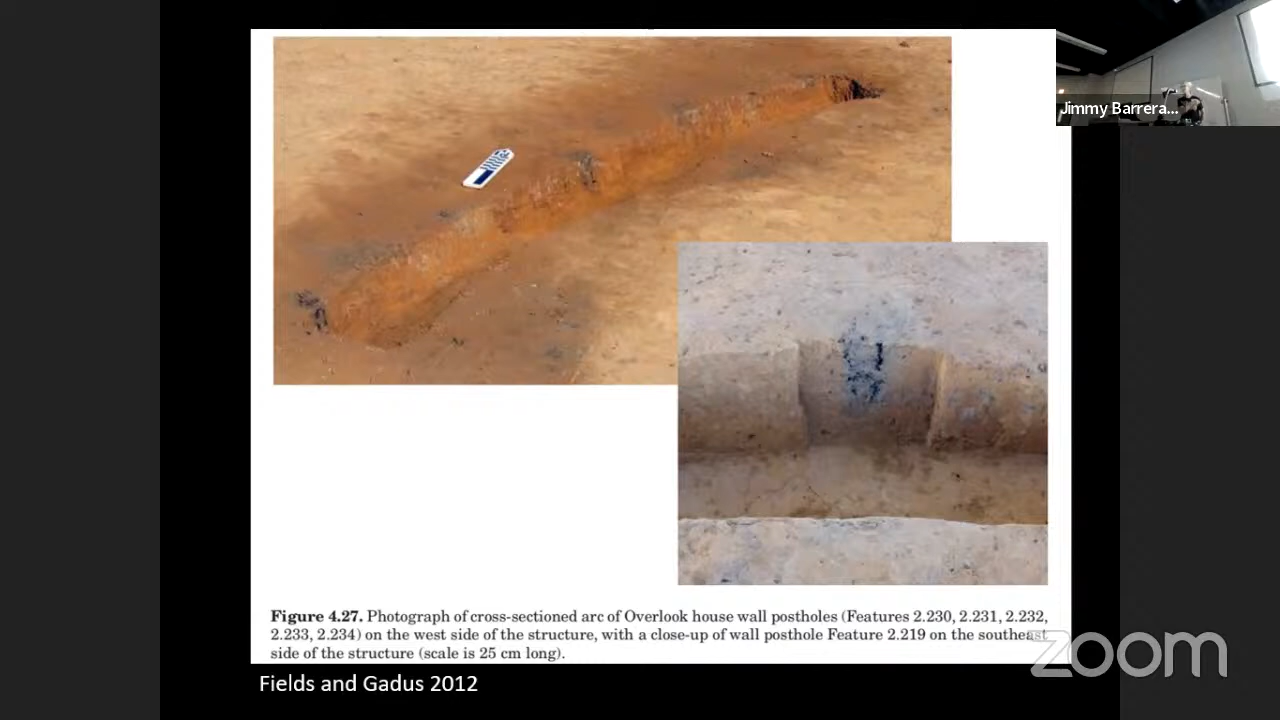 Jimmy Barrera...
Figure 4.27. Photograph of cross-sectioned arc of Overlook house wall postholes (Features 2.230, 2.231, 2.232,
2.233, 2.234) on the west side of the structure, with a close-up of wall posthole Feature 2.219 on the southeast
side of the structure (scale is 25 cm long).
Fields and Gadus 2012
zoom